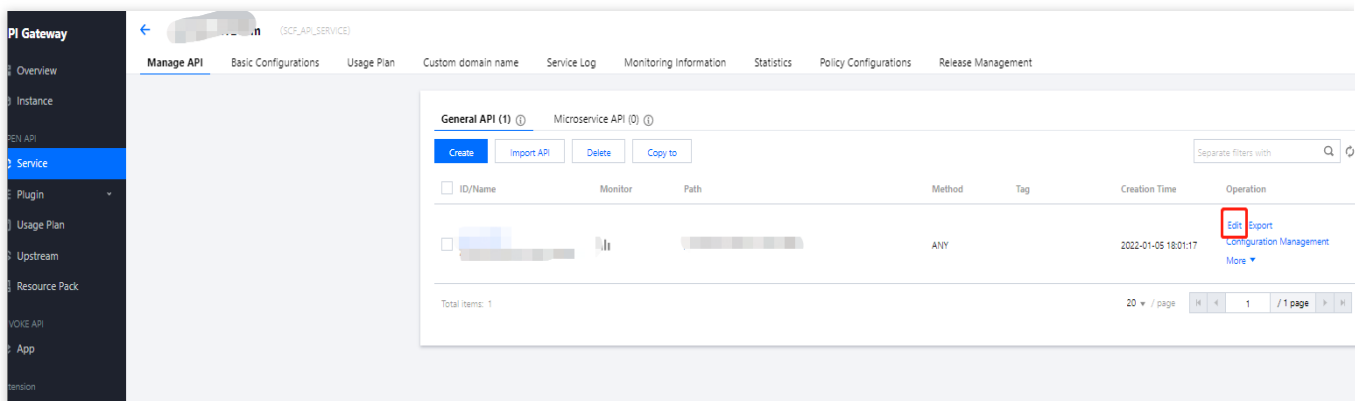 PI Gateway
(SCF_API_SERVICE)
Overview
Instance
PEN API
Service
Plugin
Usage Plan
Upstream
Resource Pack
VOKE API
App
tension
Manage API Basic Configurations Usage Plan Custom domain name Service Log Monitoring Information Statistics Policy Configurations Release Management
General API (1) Microservice API (0)
Create Import API Delete Copy to Separate filters with
ID/Name Monitor Path Method Tag Creation Time Operation
ANY 2022-01-05 18:01:17 Edit Export
Configuration Management
More
Total items: 1 20 / page 1 / 1 page